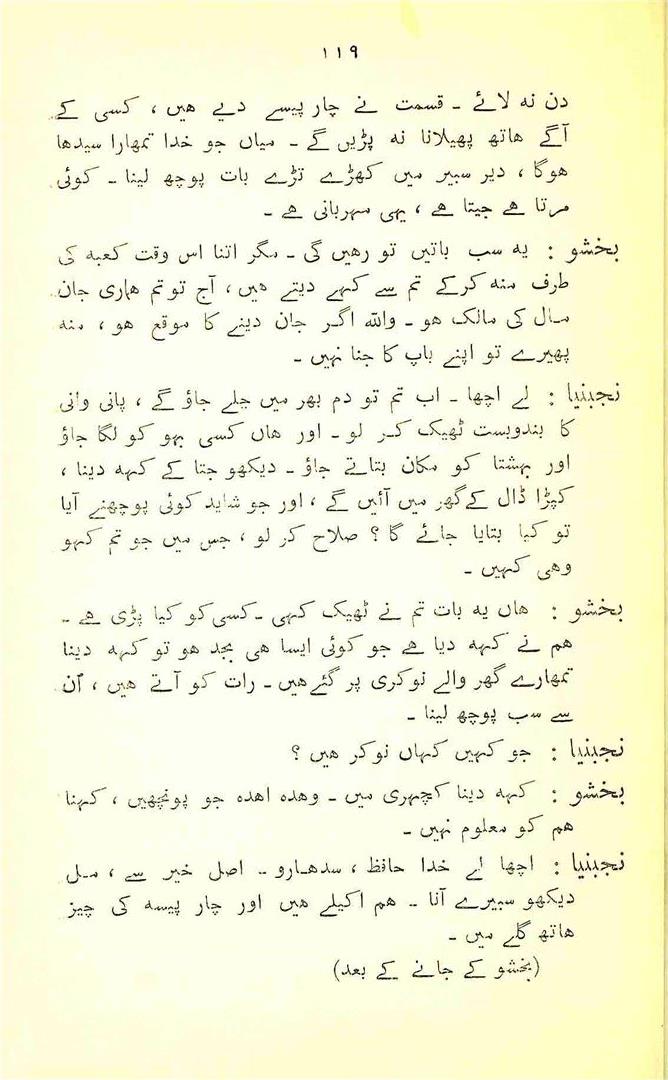 ۱۱۹
دن نہ لائے ۔ قسمت نے چار پیسے دیے ہیں ، کسی کے
آگے ہاتھ پھیلانا نہ پڑیں گے ۔ میاں جو خدا تمھارا سیدھا
ہوگا ، دیر سبیر میں کھڑے تڑے بات پوچھ لینا ۔ کوئی
مرتا ہے جیتا ہے ، یہی مہربانی ہے ۔
بخشو : یہ سب باتیں تو رہیں گی ۔ مگر اتنا اس وقت کعبہ کی
طرف منہ کرکے تم سے کہے دیتے ہیں ، آج تو تم ہماری جان
مال کی مالک ہو ۔ واللہ اگر جان دینے کا موقع ہو ، منہ
پھیرے تو اپنے باپ کا جنا نہیں ۔
نجبنیا : لے اچھا ۔ اب تم تو دم بھر میں چلے جاؤ گے ، پانی وانی
کا بندوبست ٹھیک کر لو ۔ اور ہاں کسی بہو کو لگا جاؤ
اور بہشتا کو مکان بتاتے جاؤ ۔ دیکھو جتا کے کہہ دینا ،
کپڑا ڈال کے گھر میں آئیں گے ، اور جو شاید کوئی پوچھنے آیا
تو کیا بتایا جائے گا ؟ صلاح کر لو ، جس میں جو تم کہو
وہی کہیں ۔
بخشو : ہاں یہ بات تم نے ٹھیک کہی ۔ کسی کو کیا پڑی ہے ۔
ہم نے کہہ دیا ہے جو کوئی ایسا ہی بجد ہو تو کہہ دینا
تمھارے گھر والے نوکری پر گئے ہیں ۔ رات کو آتے ہیں ، اُن
سے سب پوچھ لینا ۔
نجبنیا : جو کہیں کہاں نوکر ہیں ؟
بخشو : کہہ دینا کچہری میں ۔ وہدہ اہدہ جو پونچھیں ، کہنا
ہم کو معلوم نہیں ۔
نجبنیا : اچھا لے خدا حافظ ، سدھارو ۔ اصل خیر سے ، مل
دیکھو سبیرے آنا ۔ ہم اکیلے ہیں اور چار پیسہ کی چیز
ہاتھ گلے میں ۔
(بخشو کے جانے کے بعد)